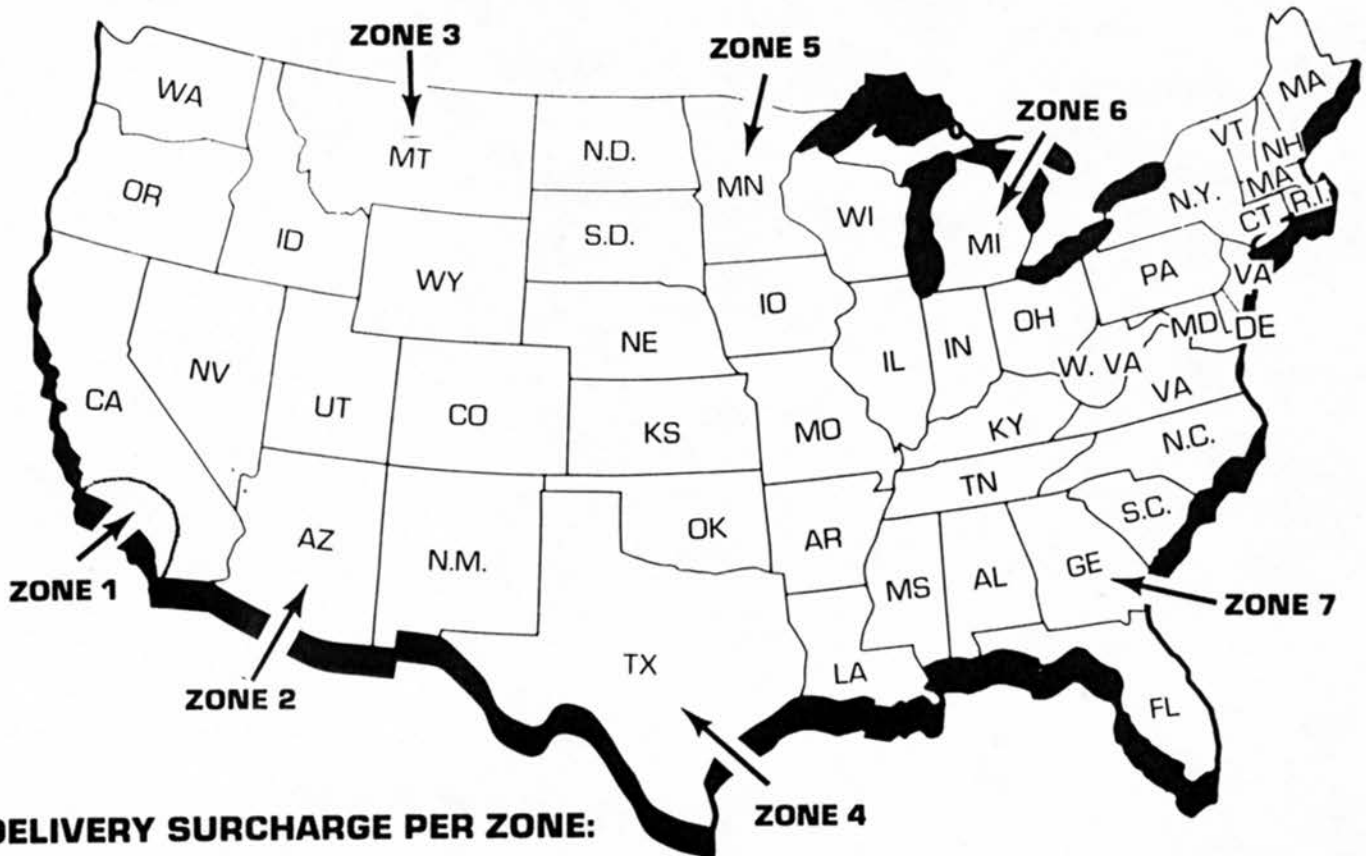 ZONE 3
ZONE 5
ZONE 6
WA
MT
N.D.
MN
VT
NH
MA
OR
ID
S.D.
WI
MI
N.Y.
MA
CT
R.I.
WY
IO
PA
VA
NV
NE
IL
IN
OH
MD
DE
CA
UT
CO
KS
MO
W. VA
VA
KY
N.C.
TN
AZ
N.M.
OK
AR
S.C.
MS
AL
GE
ZONE 1
ZONE 7
TX
LA
ZONE 2
FL
ZONE 4
DELIVERY SURCHARGE PER ZONE: